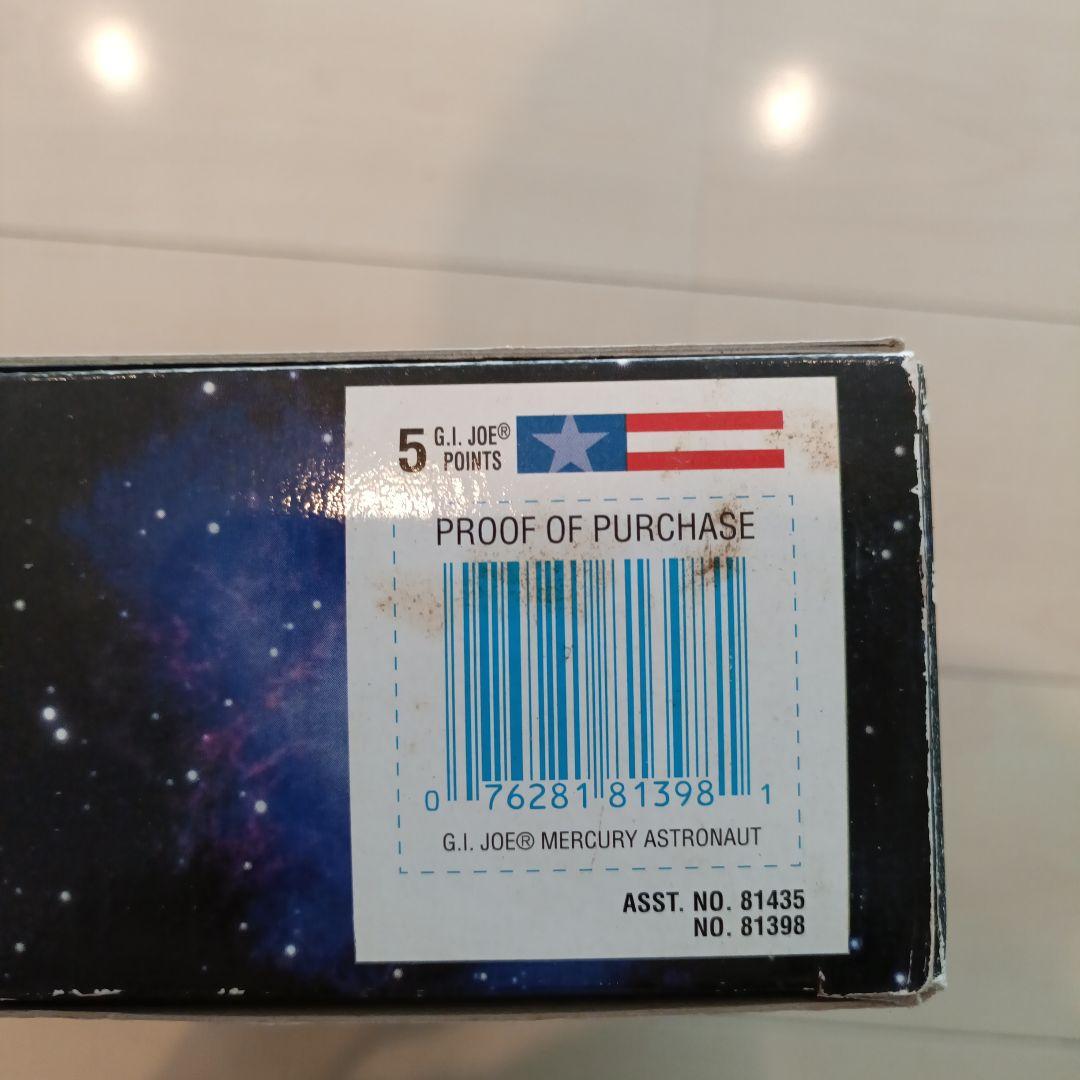 5 G.I. JOE®
POINTS
PROOF OF PURCHASE
0 76281 81398 1
G.I. JOE® MERCURY ASTRONAUT
ASST. NO. 81435
NO. 81398